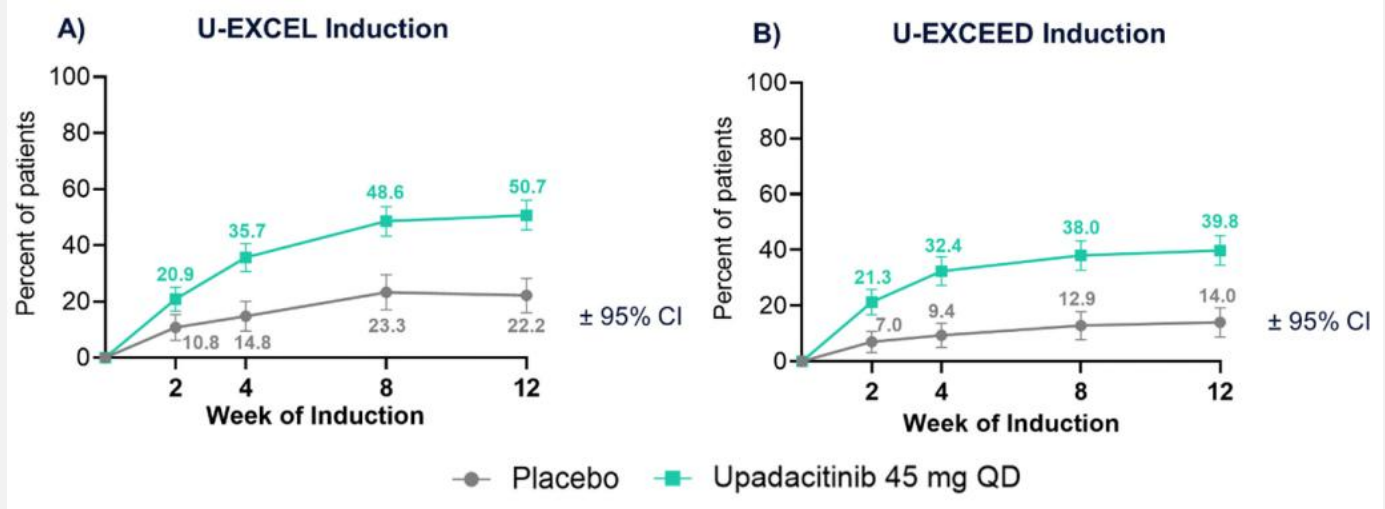 A) U-EXCEL Induction
Percent of patients
100
80
60
40
20
0
20.9
35.7
48.6
50.7
10.8
14.8
23.3
22.2
± 95% CI
2 4 8 12
Week of Induction
B) U-EXCEED Induction
Percent of patients
100
80
60
40
20
0
21.3
32.4
38.0
39.8
7.0
9.4
12.9
14.0
± 95% CI
2 4 8 12
Week of Induction
Placebo Upadacitinib 45 mg QD